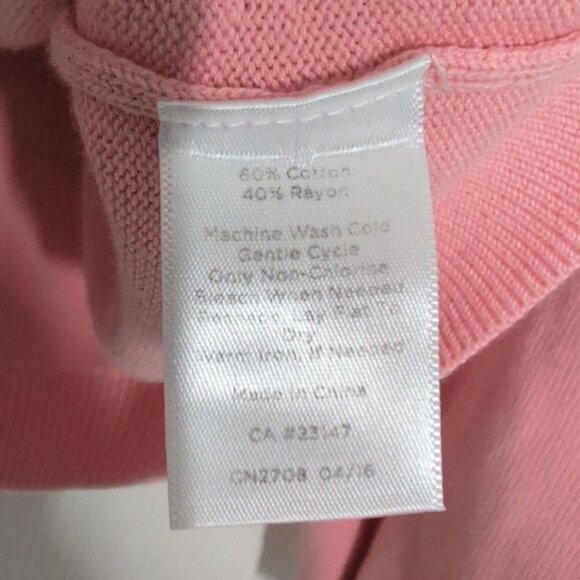 60% Cotton
40% Rayon
Machine Wash Cold
Gentle Cycle
Only Non-Chlorine
Bleach When Needed
Reshape, Lay Flat To
Dry
Warm Iron, If Needed
Made in China
CA #23147
GN2708 04/16